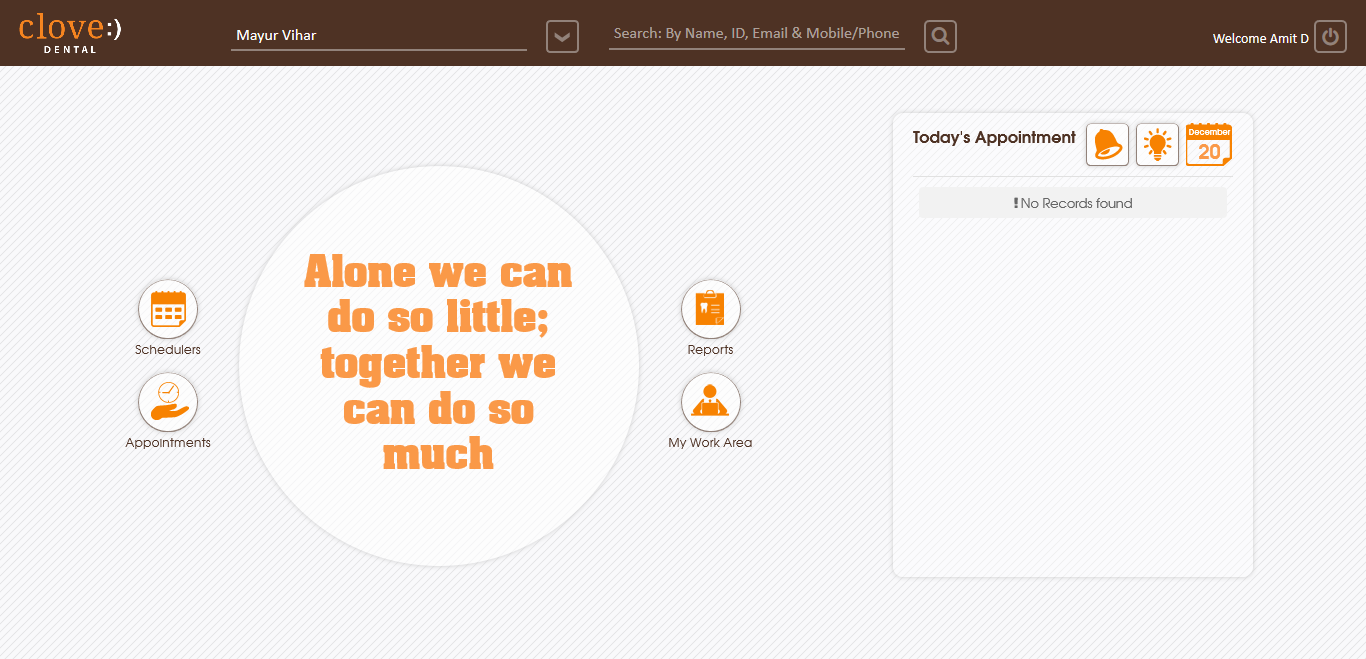 clove:)
DENTAL
Mayur Vihar
Search: By Name, ID, Email & Mobile/Phone
Welcome Amit D
Today's Appointment
December
20
! No Records found
Alone we can
do so little;
together we
can do so
much
Schedulers
Appointments
Reports
My Work Area